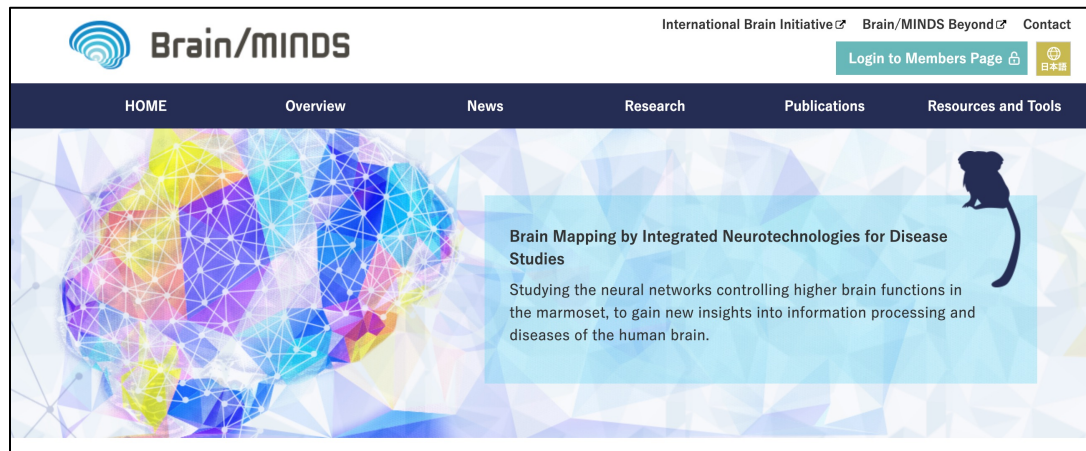 International Brain Initiative
Brain/MINDS Beyond
Contact
Brain/MINDS
Login to Members Page
日本語
HOME
Overview
News
Research
Publications
Resources and Tools
Brain Mapping by Integrated Neurotechnologies for Disease
Studies
Studying the neural networks controlling higher brain functions in
the marmoset, to gain new insights into information processing and
diseases of the human brain.